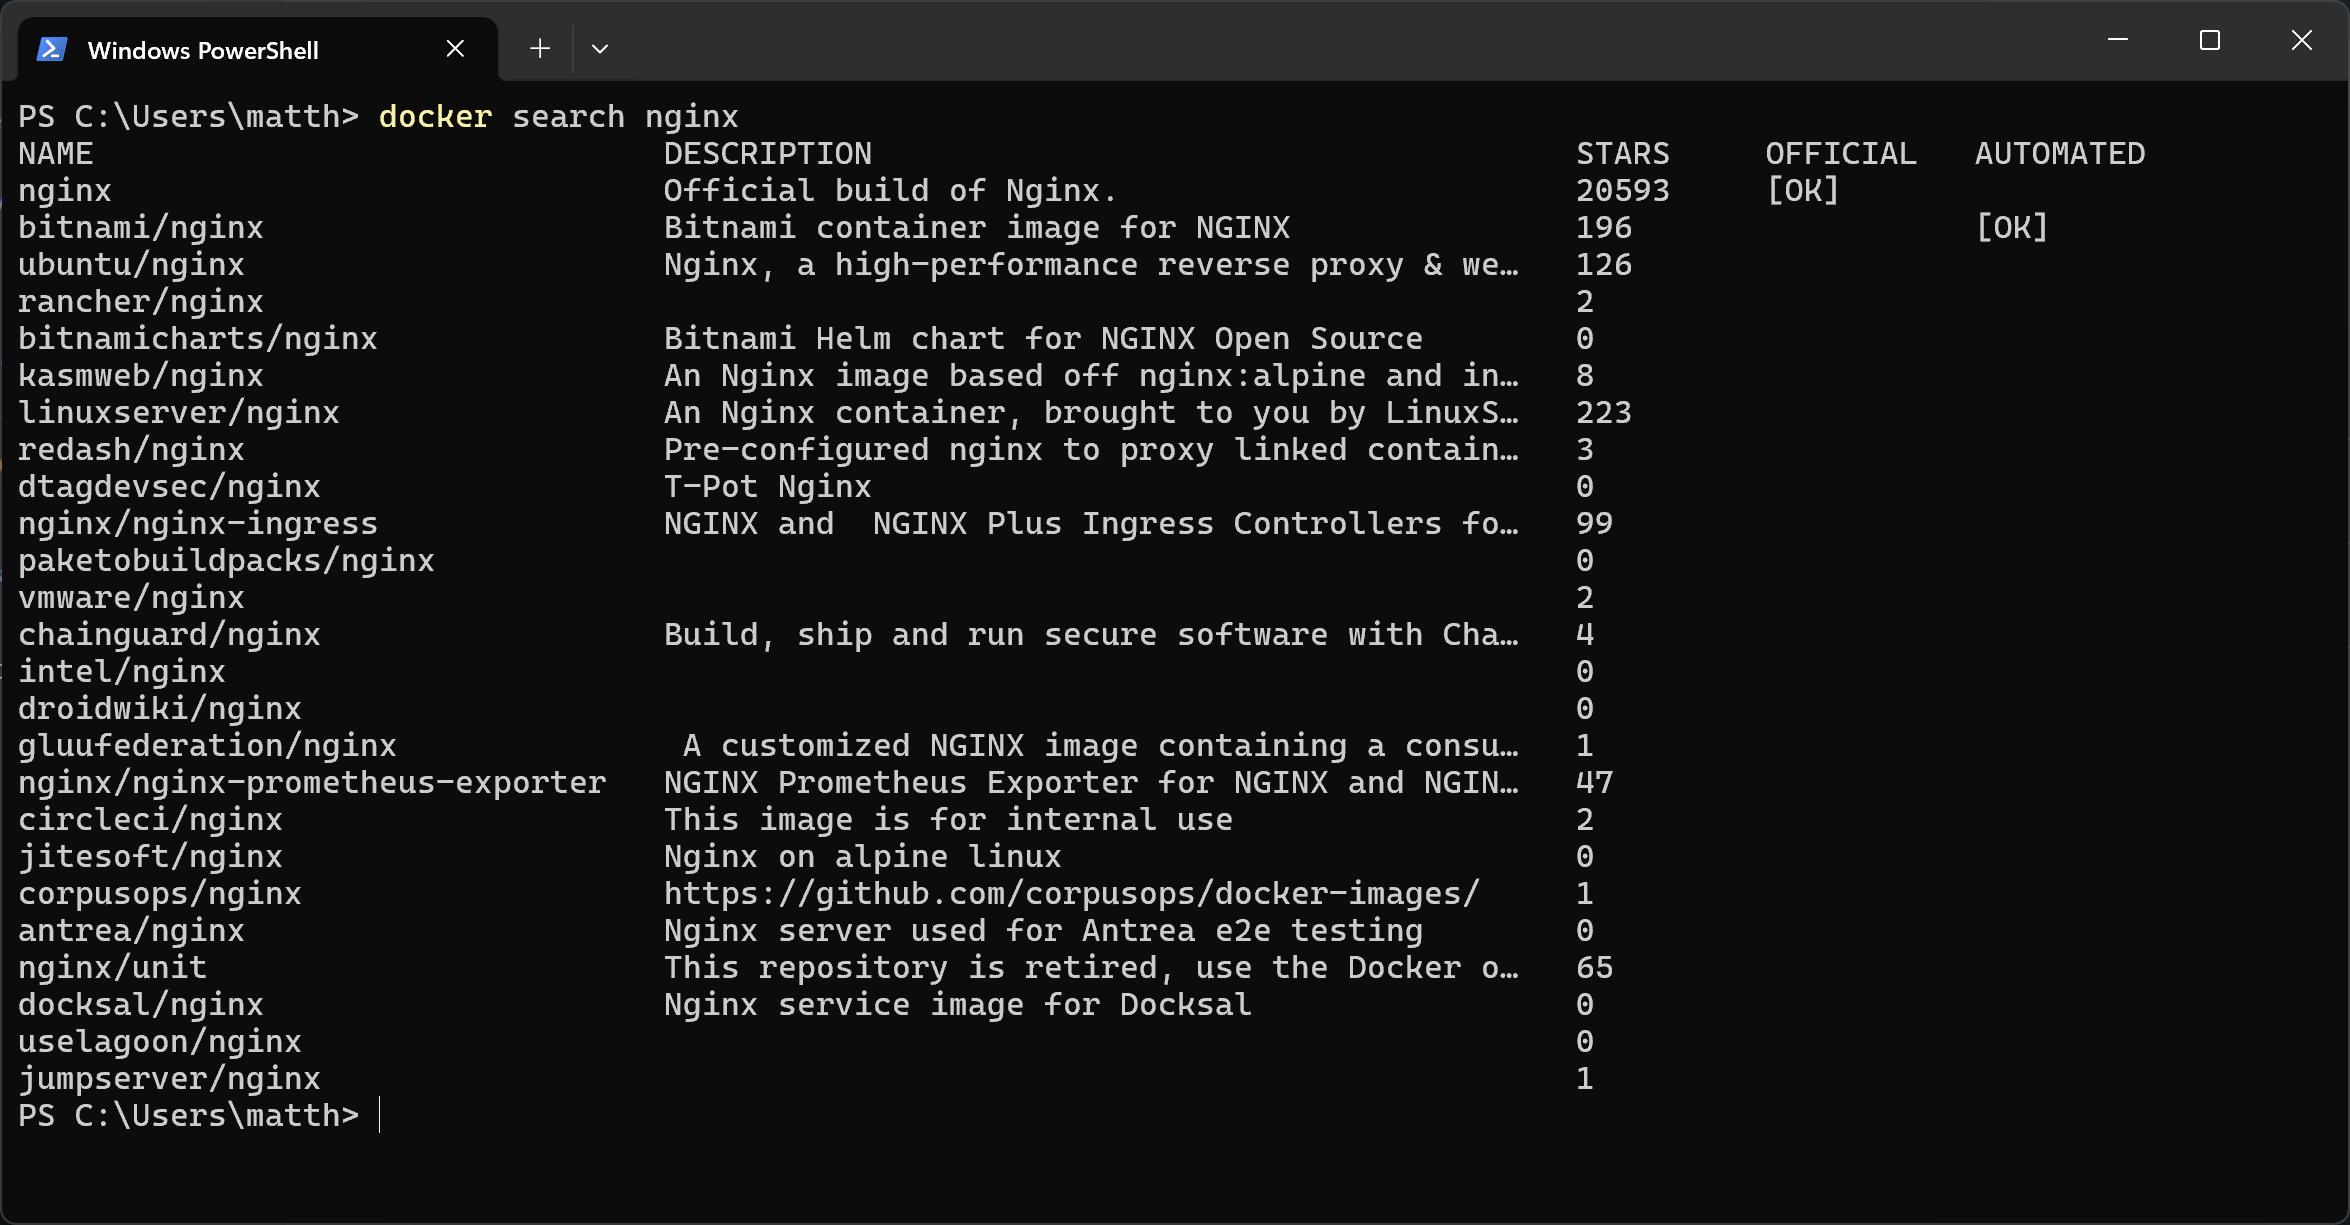 Windows PowerShell
PS C:\Users\matth> docker search nginx
NAME                              DESCRIPTION                                     STARS     OFFICIAL   AUTOMATED
nginx                             Official build of Nginx.                        20593     [OK]
bitnami/nginx                     Bitnami container image for NGINX               196                  [OK]
ubuntu/nginx                      Nginx, a high-performance reverse proxy & we…   126
rancher/nginx                                                                     2
bitnamicharts/nginx               Bitnami Helm chart for NGINX Open Source        0
kasmweb/nginx                     An Nginx image based off nginx:alpine and in…   8
linuxserver/nginx                 An Nginx container, brought to you by LinuxS…   223
redash/nginx                      Pre-configured nginx to proxy linked contain…   3
dtagdevsec/nginx                  T-Pot Nginx                                     0
nginx/nginx-ingress               NGINX and  NGINX Plus Ingress Controllers fo…   99
paketobuildpacks/nginx                                                            0
vmware/nginx                                                                      2
chainguard/nginx                  Build, ship and run secure software with Cha…   4
intel/nginx                                                                       0
droidwiki/nginx                                                                   0
gluufederation/nginx               A customized NGINX image containing a consu…   1
nginx/nginx-prometheus-exporter   NGINX Prometheus Exporter for NGINX and NGIN…   47
circleci/nginx                    This image is for internal use                  2
jitesoft/nginx                    Nginx on alpine linux                           0
corpusops/nginx                   https://github.com/corpusops/docker-images/     1
antrea/nginx                      Nginx server used for Antrea e2e testing        0
nginx/unit                        This repository is retired, use the Docker o…   65
docksal/nginx                     Nginx service image for Docksal                 0
uselagoon/nginx                                                                   0
jumpserver/nginx                                                                  1
PS C:\Users\matth>